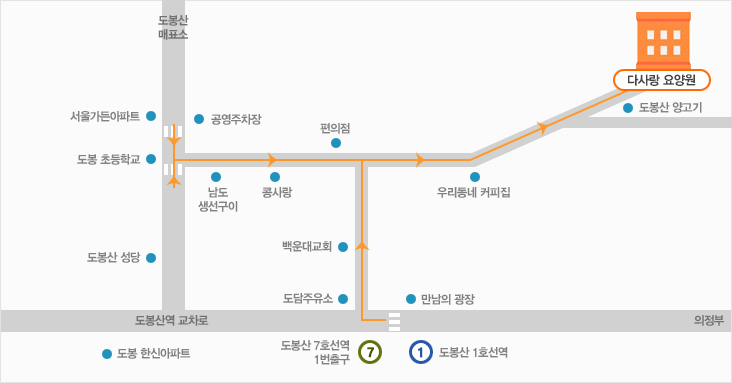 도봉산
매표소
다사랑 요양원
서울가든아파트
공영주차장
도봉산 양고기
편의점
도봉 초등학교
남도
생선구이
콩사랑
우리동네 커피집
백운대교회
도봉산 성당
도담주유소
만남의 광장
도봉산역 교차로
의정부
도봉 한신아파트
도봉산 7호선역
1번출구
7
1
도봉산 1호선역